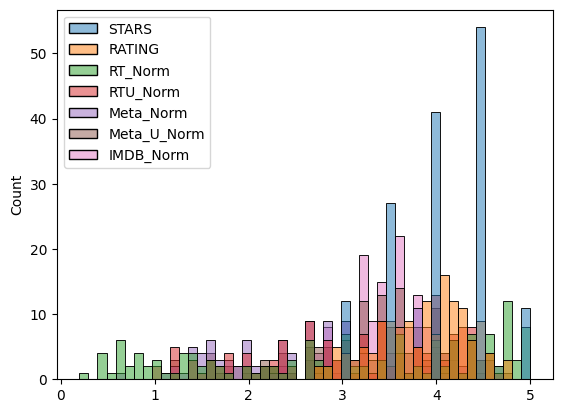 STARS
RATING
RT_Norm
RTU_Norm
Meta_Norm
Meta_U_Norm
IMDB_Norm
Count
50
40
30
20
10
0
0 1 2 3 4 5